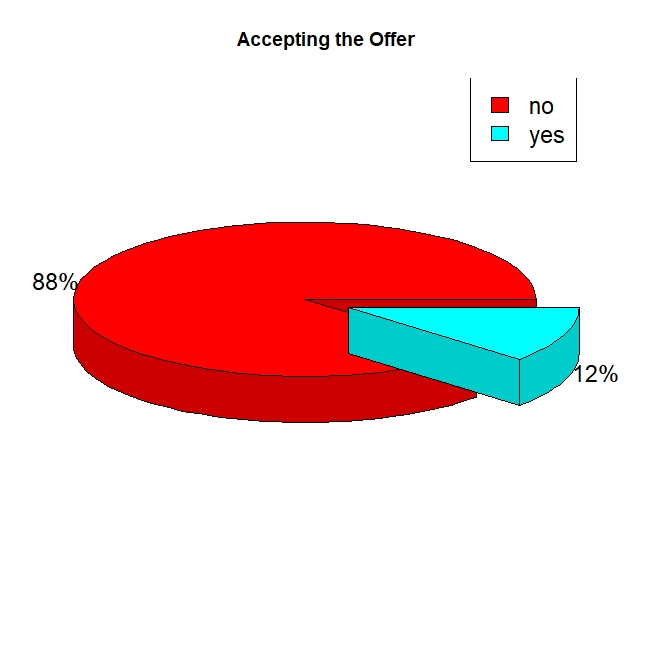 Accepting the Offer
no
yes
88%
12%